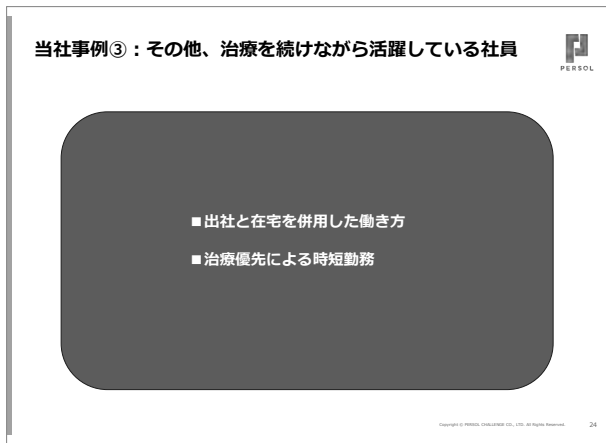 当社事例③：その他、治療を続けながら活躍している社員
PERSOL
■出社と在宅を併用した働き方
■治療優先による時短勤務
Copyright © PERSOL CHALLENGE CO., LTD. All Rights Reserved.
24